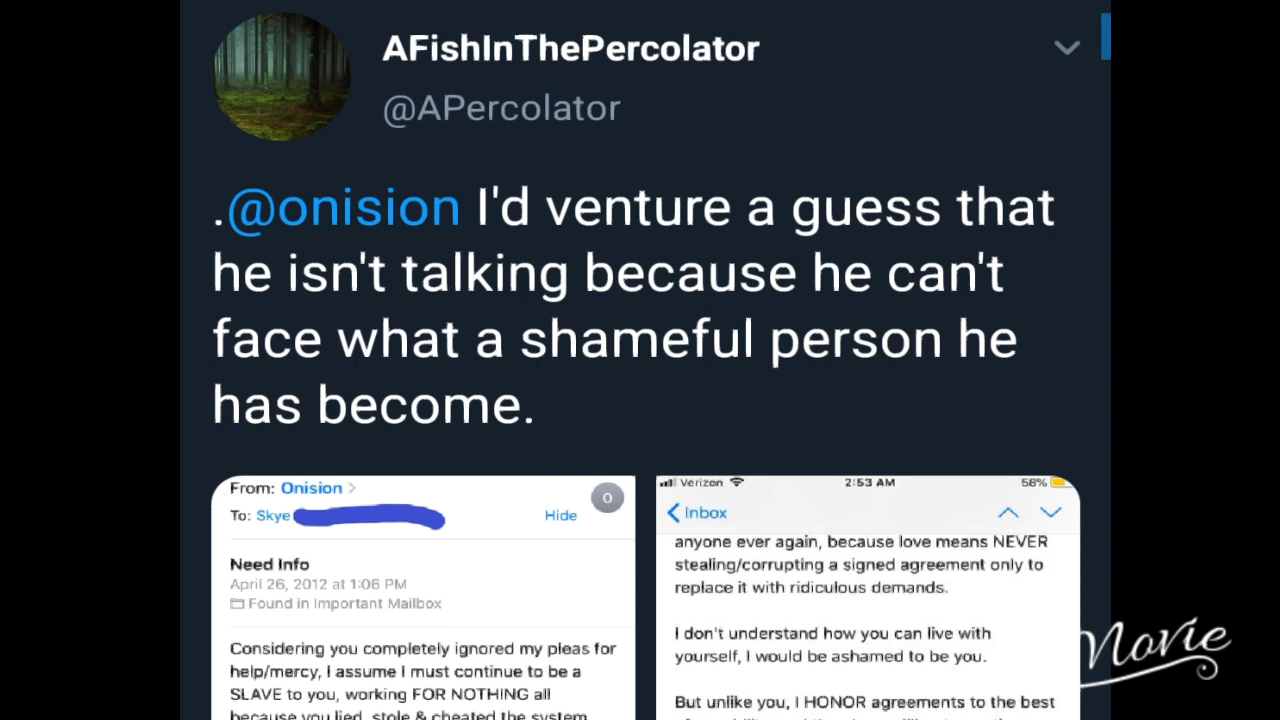 AFishInThePercolator
@APercolator
.@onision I'd venture a guess that
he isn't talking because he can't
face what a shameful person he
has become.
From: Onision >
0
To: Skye
Hide
Need Info
April 26, 2012 at 1:06 PM
Found in Important Mailbox
Considering you completely ignored my pleas for
help/mercy, I assume I must continue to be a
SLAVE to you, working FOR NOTHING all
because you lied, stole & cheated the system
Verizon
2:53 AM
58%
Inbox
anyone ever again, because love means NEVER
stealing/corrupting a signed agreement only to
replace it with ridiculous demands.
I don't understand how you can live with
yourself, I would be ashamed to be you.
But unlike you, I HONOR agreements to the best
Movie